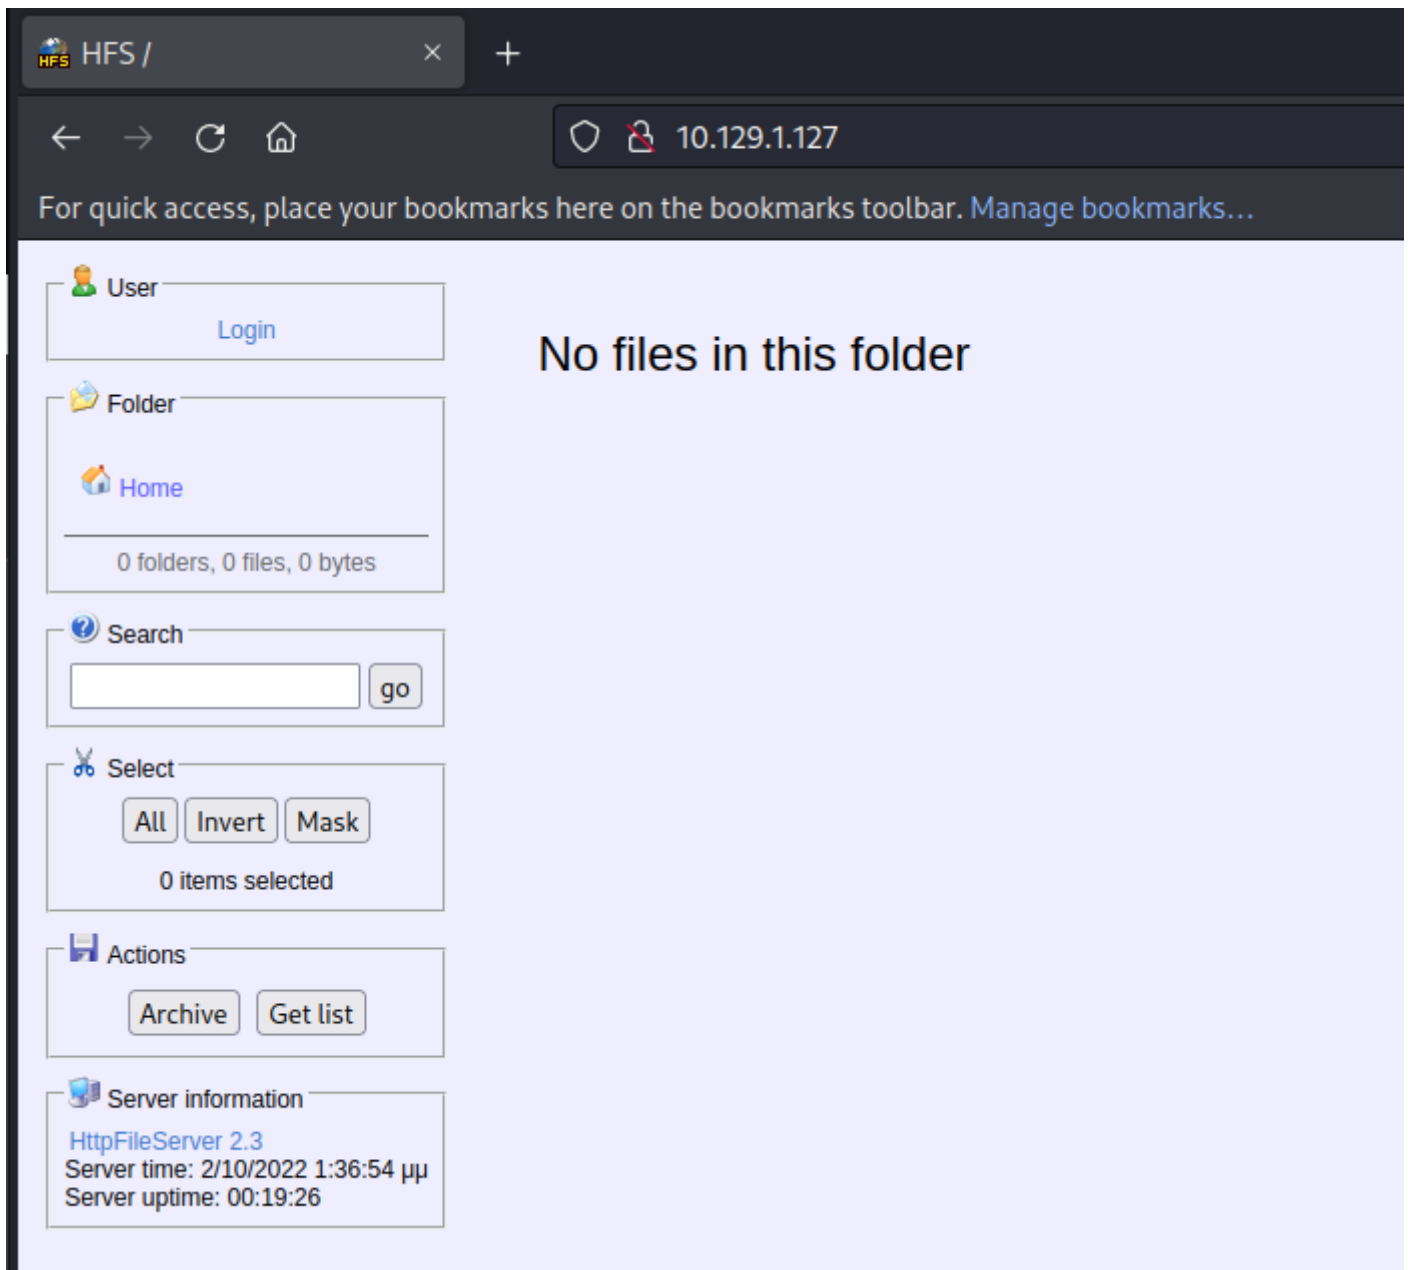 HFS /
10.129.1.127
For quick access, place your bookmarks here on the bookmarks toolbar. Manage bookmarks...
User
Login
No files in this folder
Folder
Home
0 folders, 0 files, 0 bytes
Search
go
Select
All Invert Mask
0 items selected
Actions
Archive Get list
Server information
HttpFileServer 2.3
Server time: 2/10/2022 1:36:54 μμ
Server uptime: 00:19:26